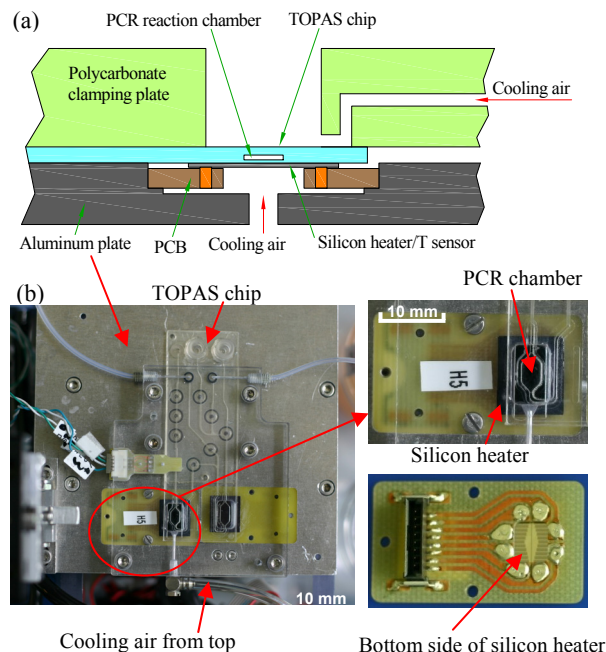 (a)
PCR reaction chamber
TOPAS chip
Polycarbonate
clamping plate
Cooling air
Aluminum plate
PCB
Cooling air
Silicon heater/T sensor
(b)
TOPAS chip
PCR chamber
10 mm
H5
Silicon heater
H5
10 mm
Cooling air from top
Bottom side of silicon heater